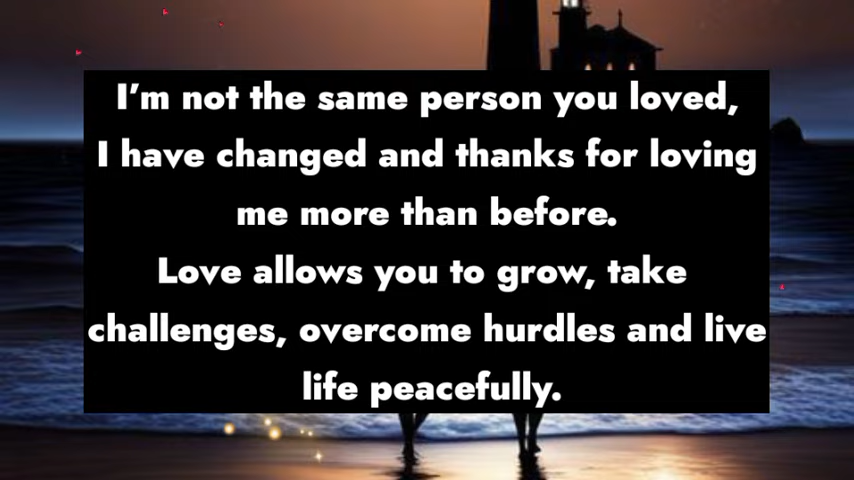 I’m not the same person you loved,
I have changed and thanks for loving
me more than before.
Love allows you to grow, take
challenges, overcome hurdles and live
life peacefully.